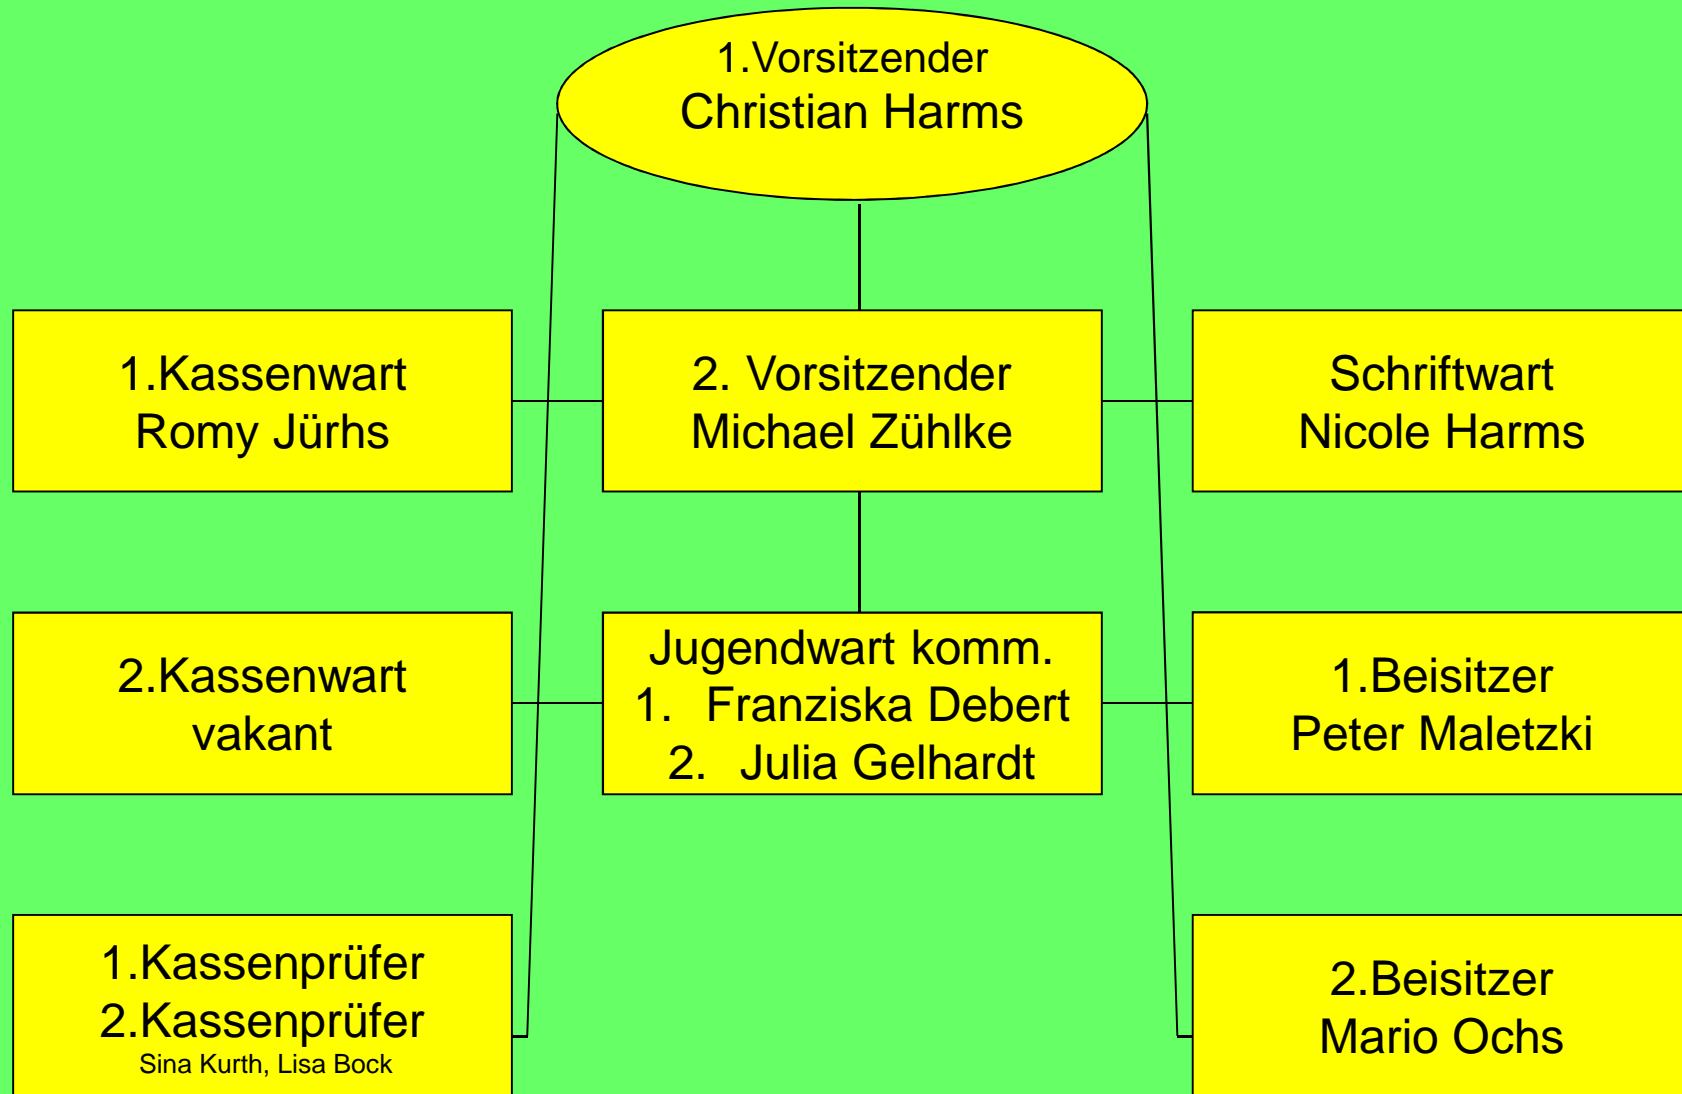 1.Vorsitzender
Christian Harms
1.Kassenwart
Romy Jürhs
2. Vorsitzender
Michael Zühlke
Schriftwart
Nicole Harms
2.Kassenwart
vakant
Jugendwart komm.
1. Franziska Debert
2. Julia Gelhardt
1.Beisitzer
Peter Maletzki
1.Kassenprüfer
2.Kassenprüfer
Sina Kurth, Lisa Bock
2.Beisitzer
Mario Ochs